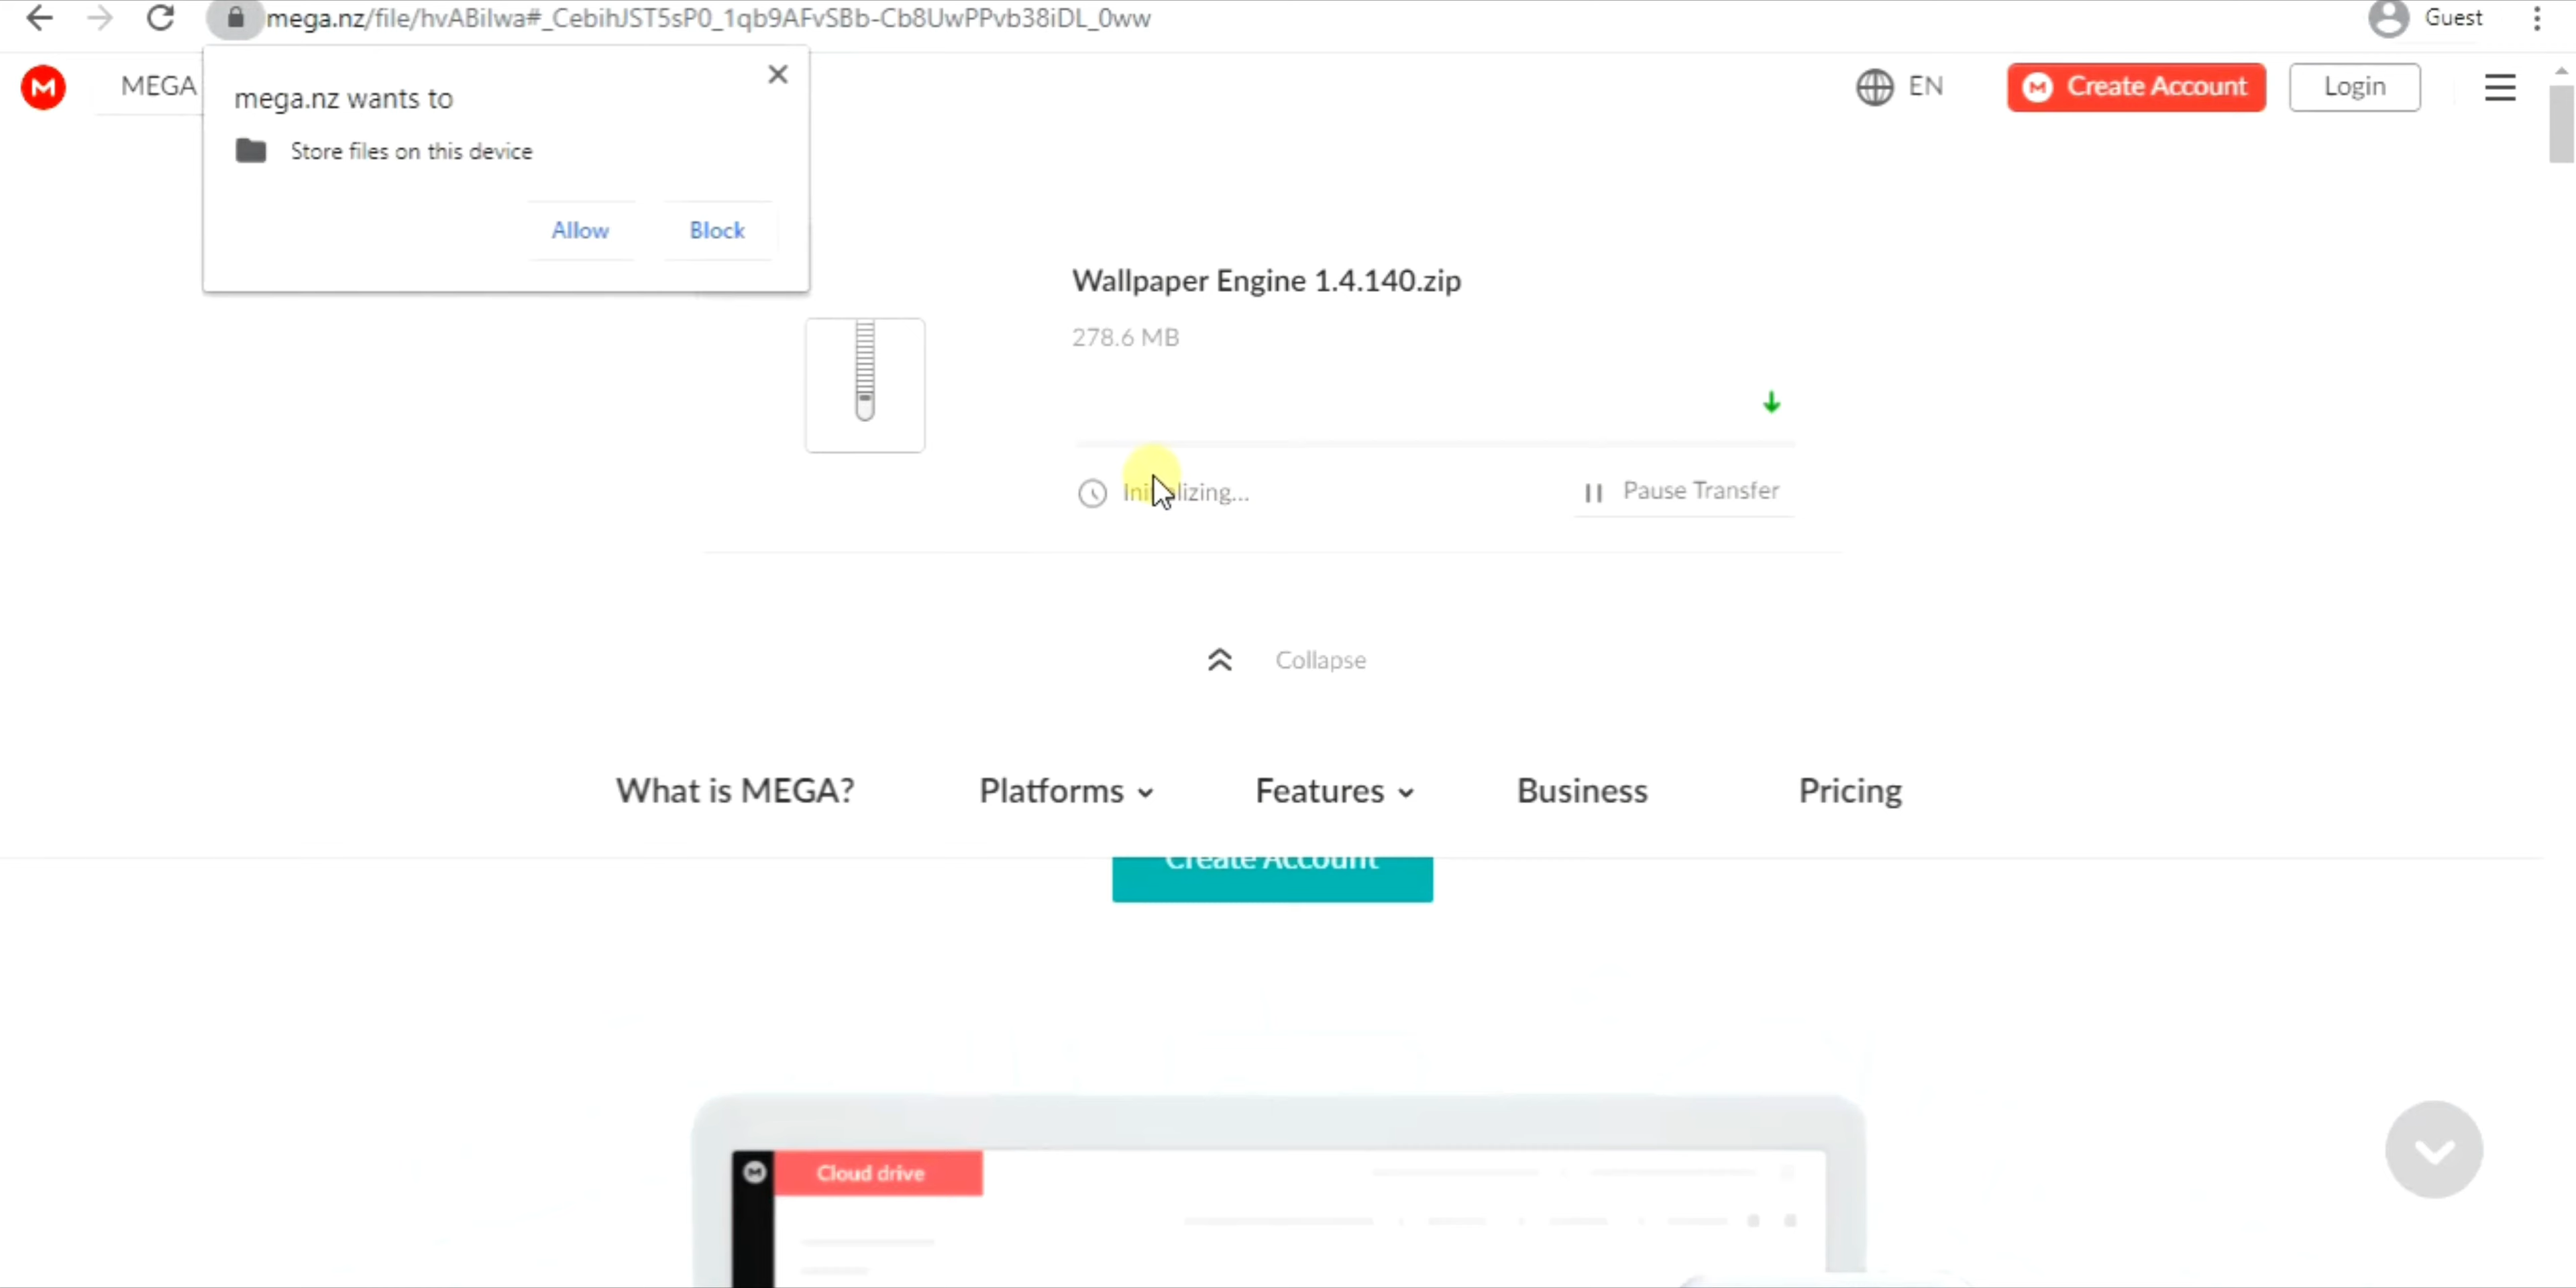 mega.nz/file/hvABilwa#_CebihJST5sP0_1qb9AFvSBb-Cb8UwPPvb38iDL_0ww
Guest
MEGA
mega.nz wants to
Store files on this device
Allow
Block
EN
Create Account
Login
Wallpaper Engine 1.4.140.zip
278.6 MB
Initializing...
Pause Transfer
Collapse
What is MEGA?
Platforms
Features
Business
Pricing
Create Account
Cloud drive